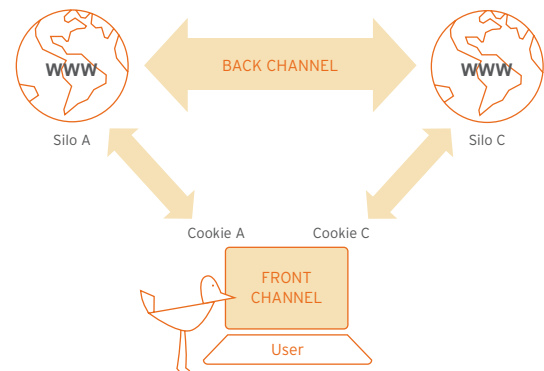 WWW
BACK CHANNEL
WWW
Silo A
Silo C
Cookie A
Cookie C
FRONT
CHANNEL
User